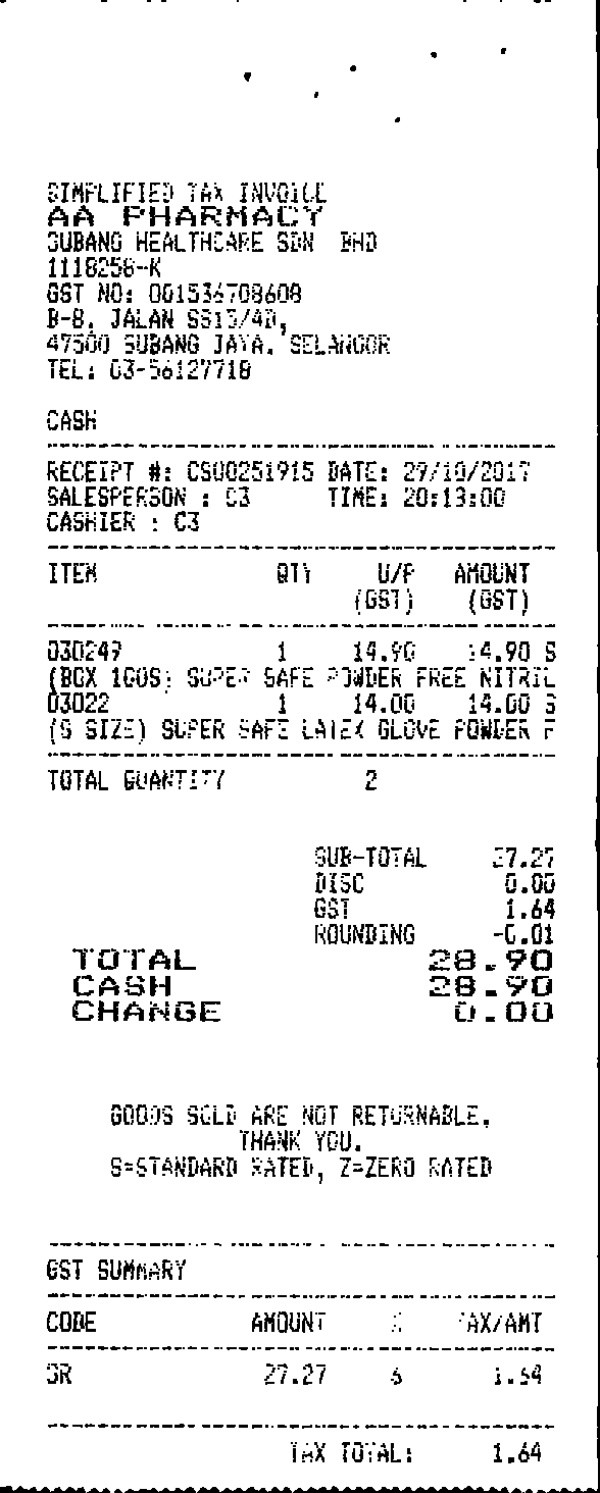 SIMPLIFIED TAX INVOICE
AA PHARMACY
SUBANG HEALTHCARE SDN BHD
1118258-K
GST NO: 001536708608
B-8, JALAN SS15/4D,
47500 SUBANG JAYA, SELANGOR
TEL: 03-56127718
CASH
RECEIPT #: CS00251915 DATE: 29/10/2017
SALESPERSON : C3 TIME: 20:13:00
CASHIER : C3
ITEM QTY U/P AMOUNT
(GST) (GST)
030249 1 14.90 14.90 S
(BOX 100S) SUPER SAFE POWDER FREE NITRIL
03022 1 14.00 14.00 S
(S SIZE) SUPER SAFE LATEX GLOVE POWDER F
TOTAL QUANTITY 2
SUB-TOTAL 27.27
DISC 0.00
GST 1.64
ROUNDING -0.01
TOTAL 28.90
CASH 28.90
CHANGE 0.00
GOODS SOLD ARE NOT RETURNABLE,
THANK YOU.
S=STANDARD RATED, Z=ZERO RATED
GST SUMMARY
CODE AMOUNT % TAX/AMT
SR 27.27 6 1.64
TAX TOTAL: 1.64